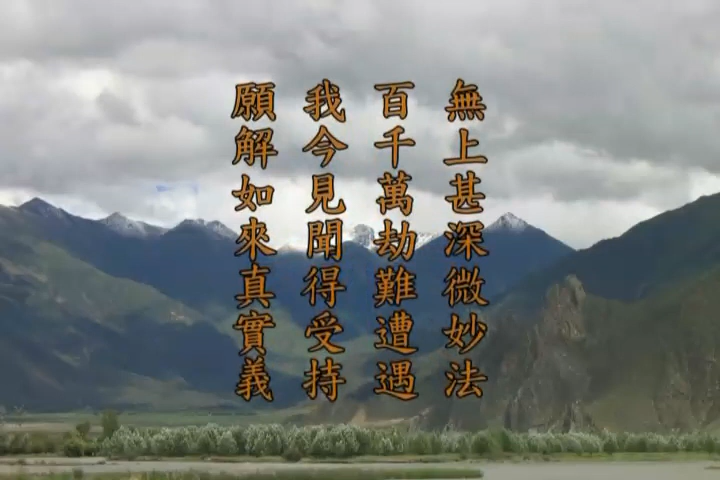 無上甚深微妙法
百千萬劫難遭遇
我今見聞得受持
願解如來真實義